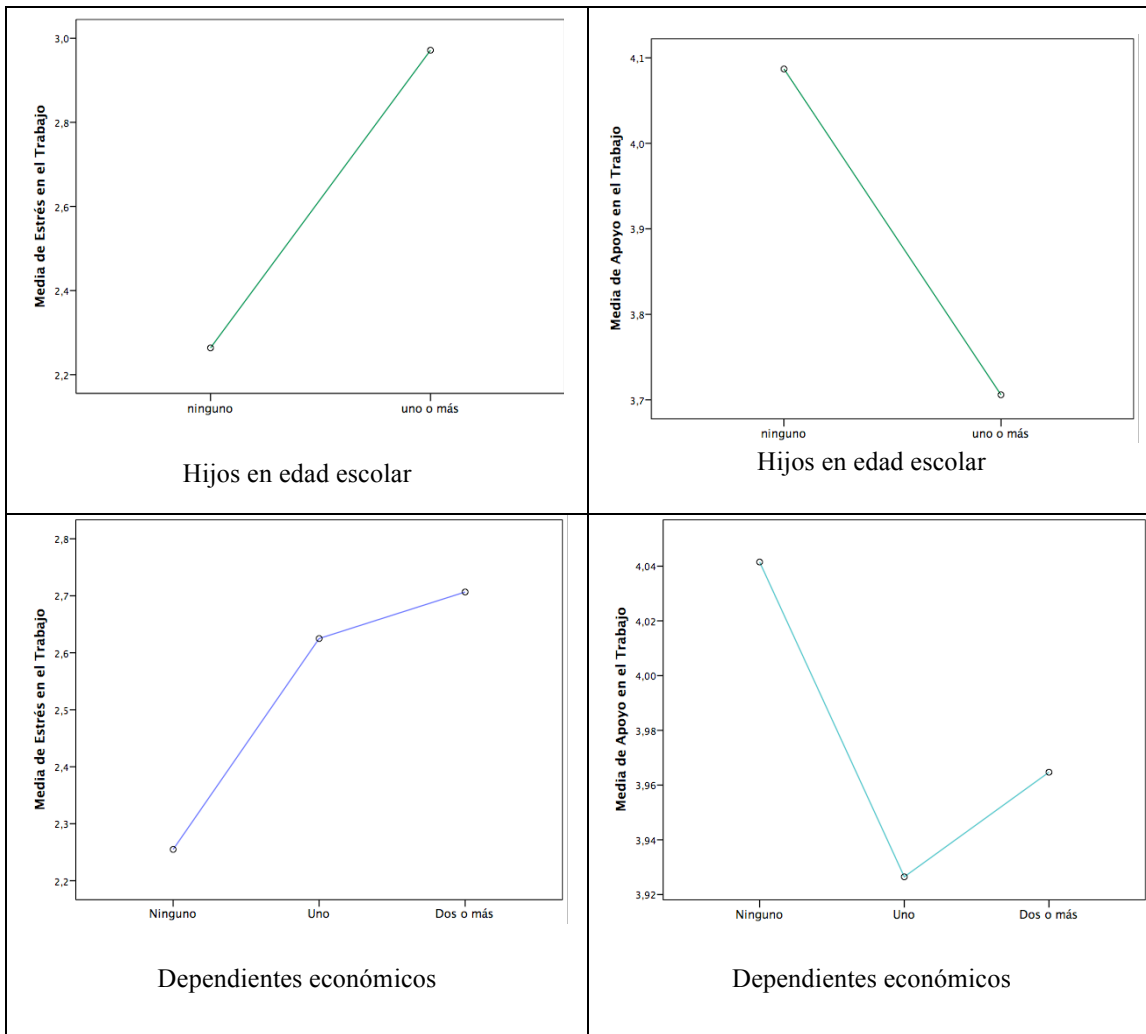 Media de Estrés en el Trabajo
3,0
2,8
2,6
2,4
2,2
ninguno uno o más
Hijos en edad escolar
Media de Apoyo en el Trabajo
4,1
4,0
3,9
3,8
3,7
ninguno uno o más
Hijos en edad escolar
Media de Estrés en el Trabajo
2,8
2,7
2,6
2,5
2,4
2,3
2,2
Ninguno Uno Dos o más
Dependientes económicos
Media de Apoyo en el Trabajo
4,04
4,02
4,00
3,98
3,96
3,94
3,92
Ninguno Uno Dos o más
Dependientes económicos